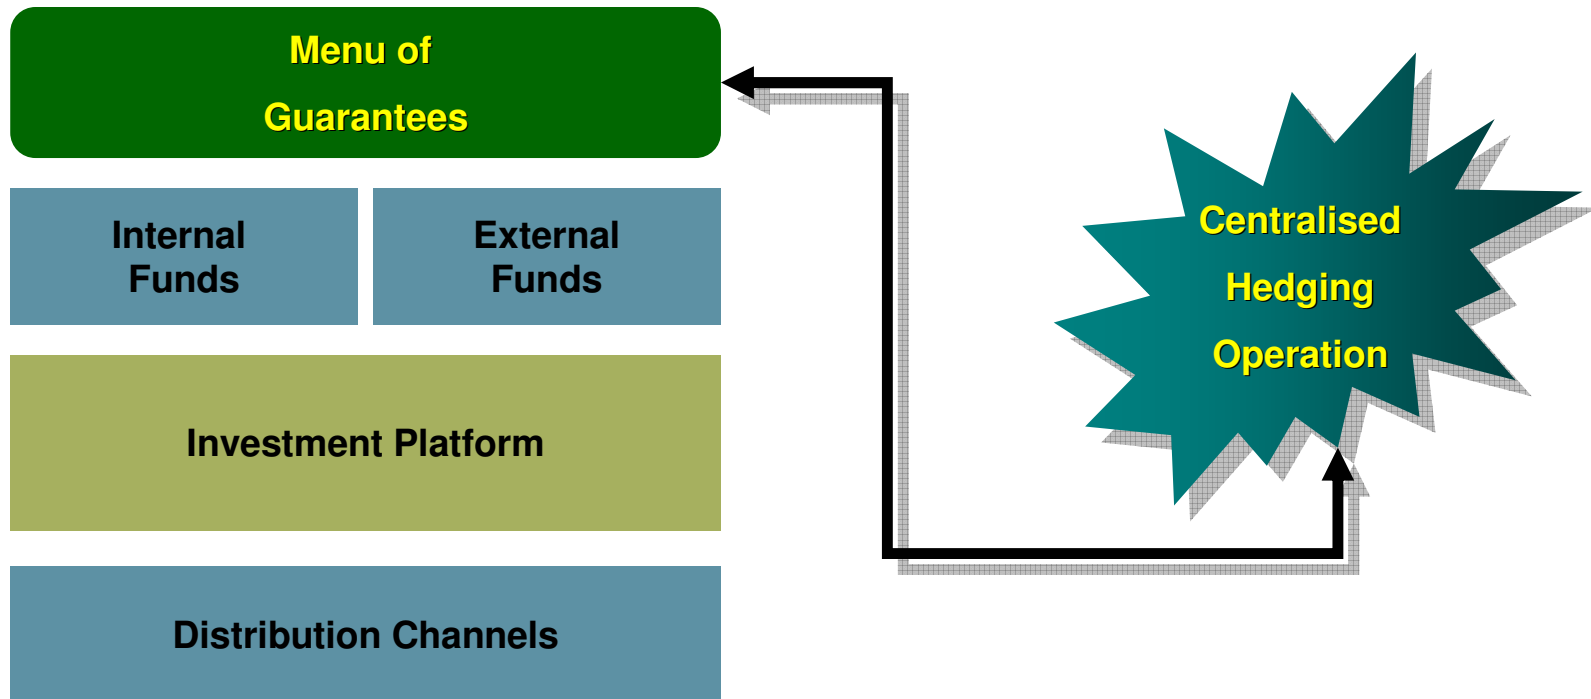 Menu of
Guarantees
Internal
Funds
External
Funds
Centralised
Hedging
Operation
Investment Platform
Distribution Channels